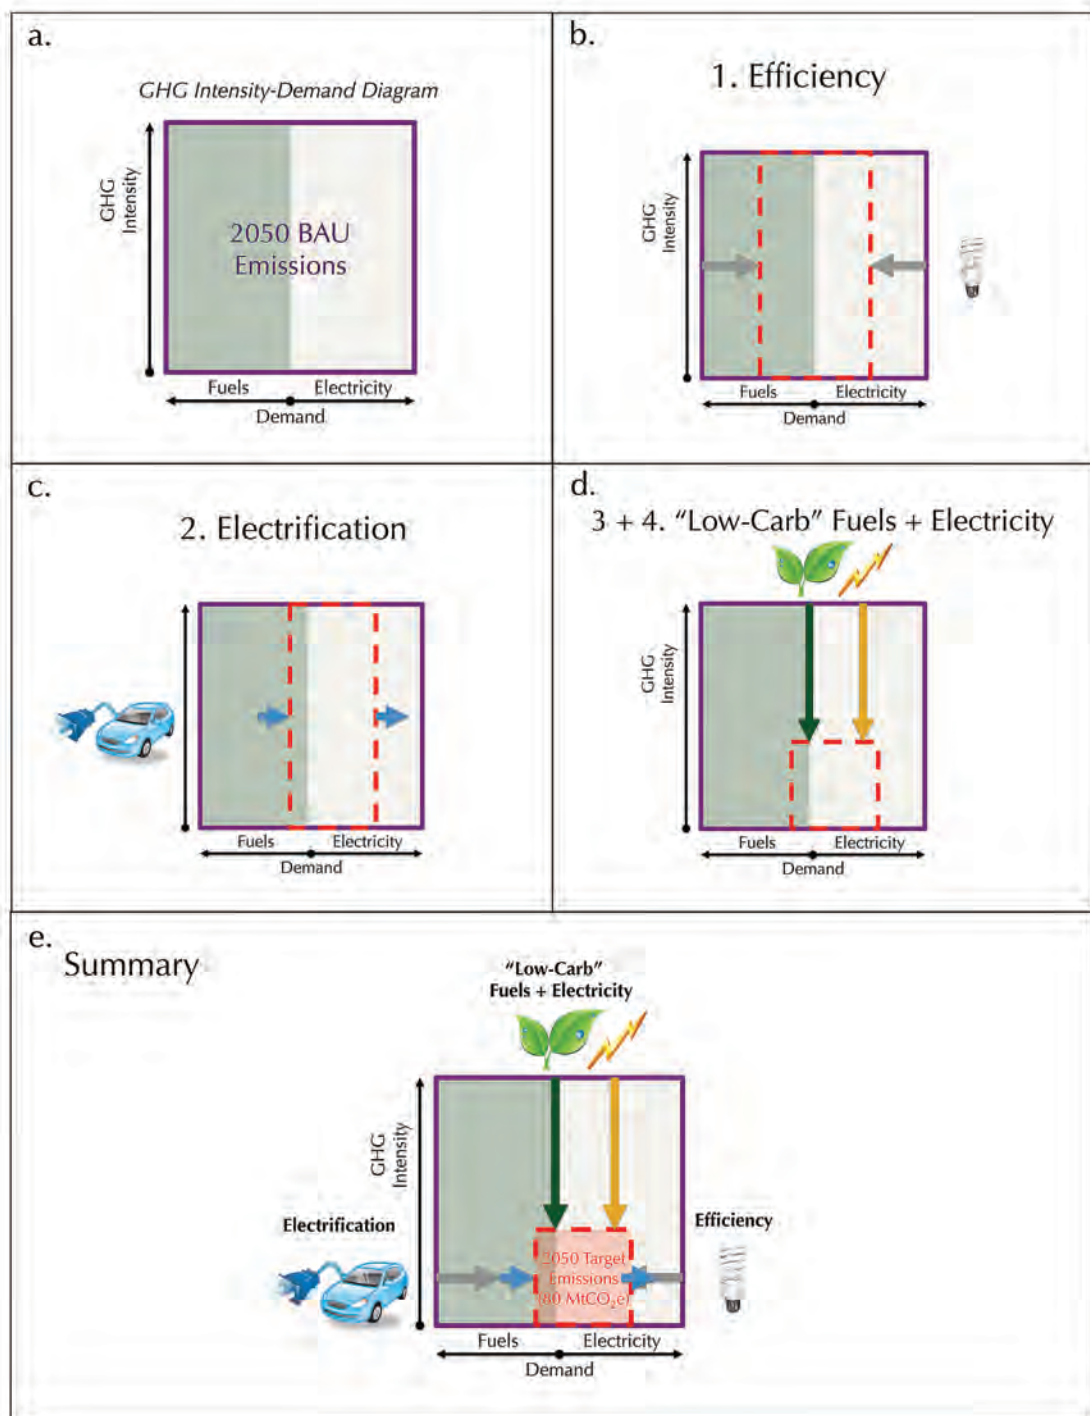 a.
GHG Intensity-Demand Diagram
GHG
Intensity
2050 BAU
Emissions
Fuels
Electricity
Demand
b.
1. Efficiency
GHG
Intensity
Fuels
Electricity
Demand
c.
2. Electrification
Fuels
Electricity
Demand
d.
3 + 4. “Low-Carb” Fuels + Electricity
GHG
Intensity
Fuels
Electricity
Demand
e.
Summary
“Low-Carb”
Fuels + Electricity
GHG
Intensity
Electrification
Efficiency
2050 Target
Emissions
(80 MtCO₂e)
Fuels
Electricity
Demand